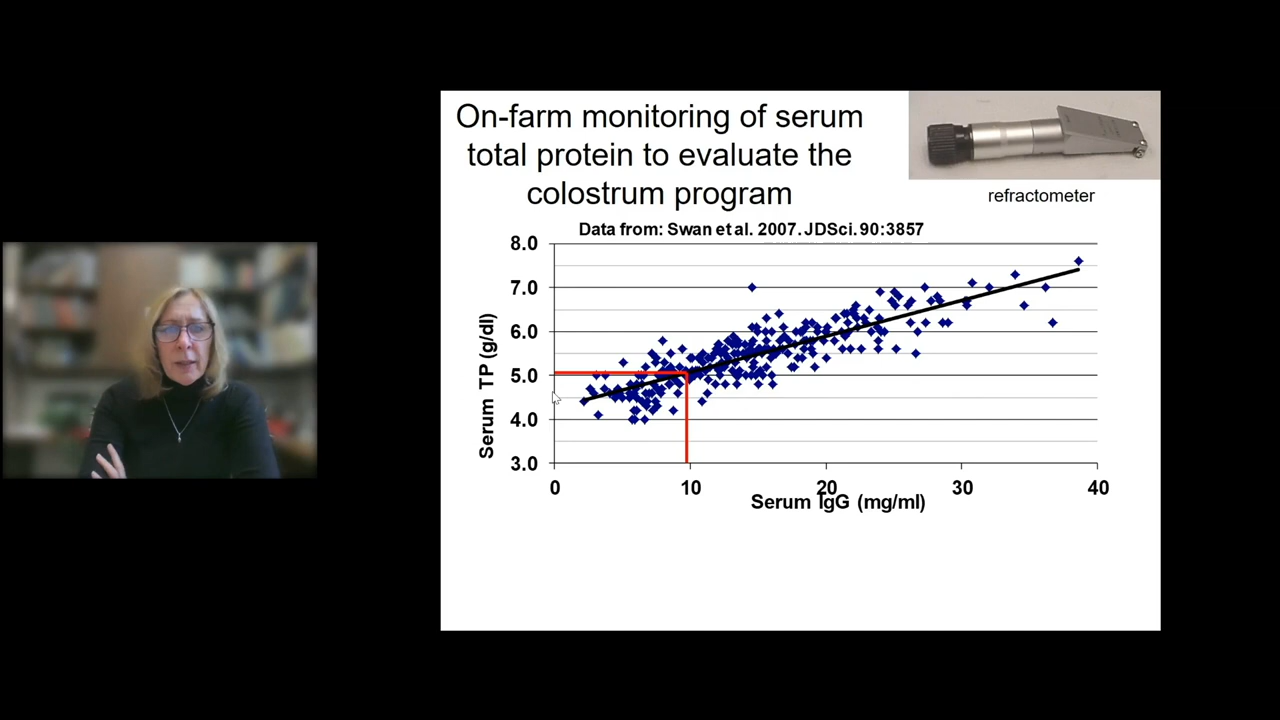 On-farm monitoring of serum
total protein to evaluate the
colostrum program
refractometer
Data from: Swan et al. 2007. JDSci. 90:3857
8.0
7.0
6.0
5.0
4.0
3.0
Serum TP (g/dl)
0 10 20 30 40
Serum IgG (mg/ml)